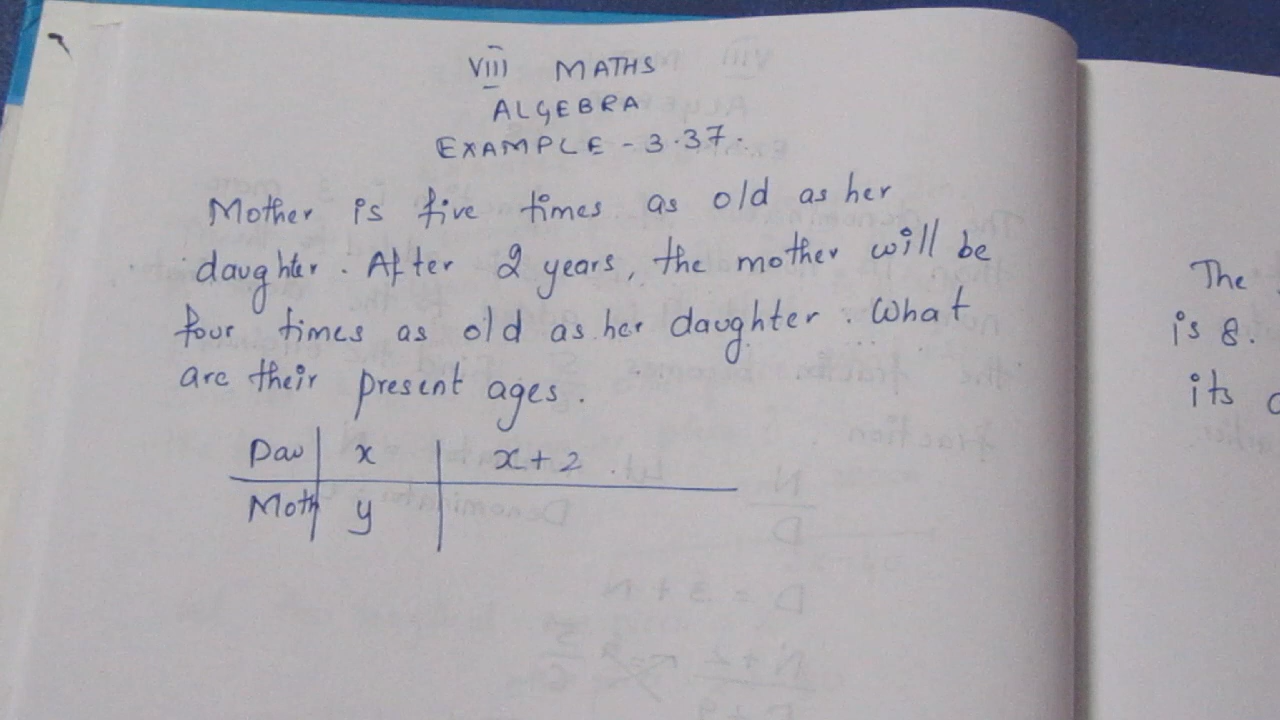 VIII MATHS
ALGEBRA
EXAMPLE - 3.37.
Mother is five times as old as her
daughter. After 2 years, the mother will be
four times as old as her daughter. What
are their present ages.
Dau x x + 2
Moth y
The
is 8.
its